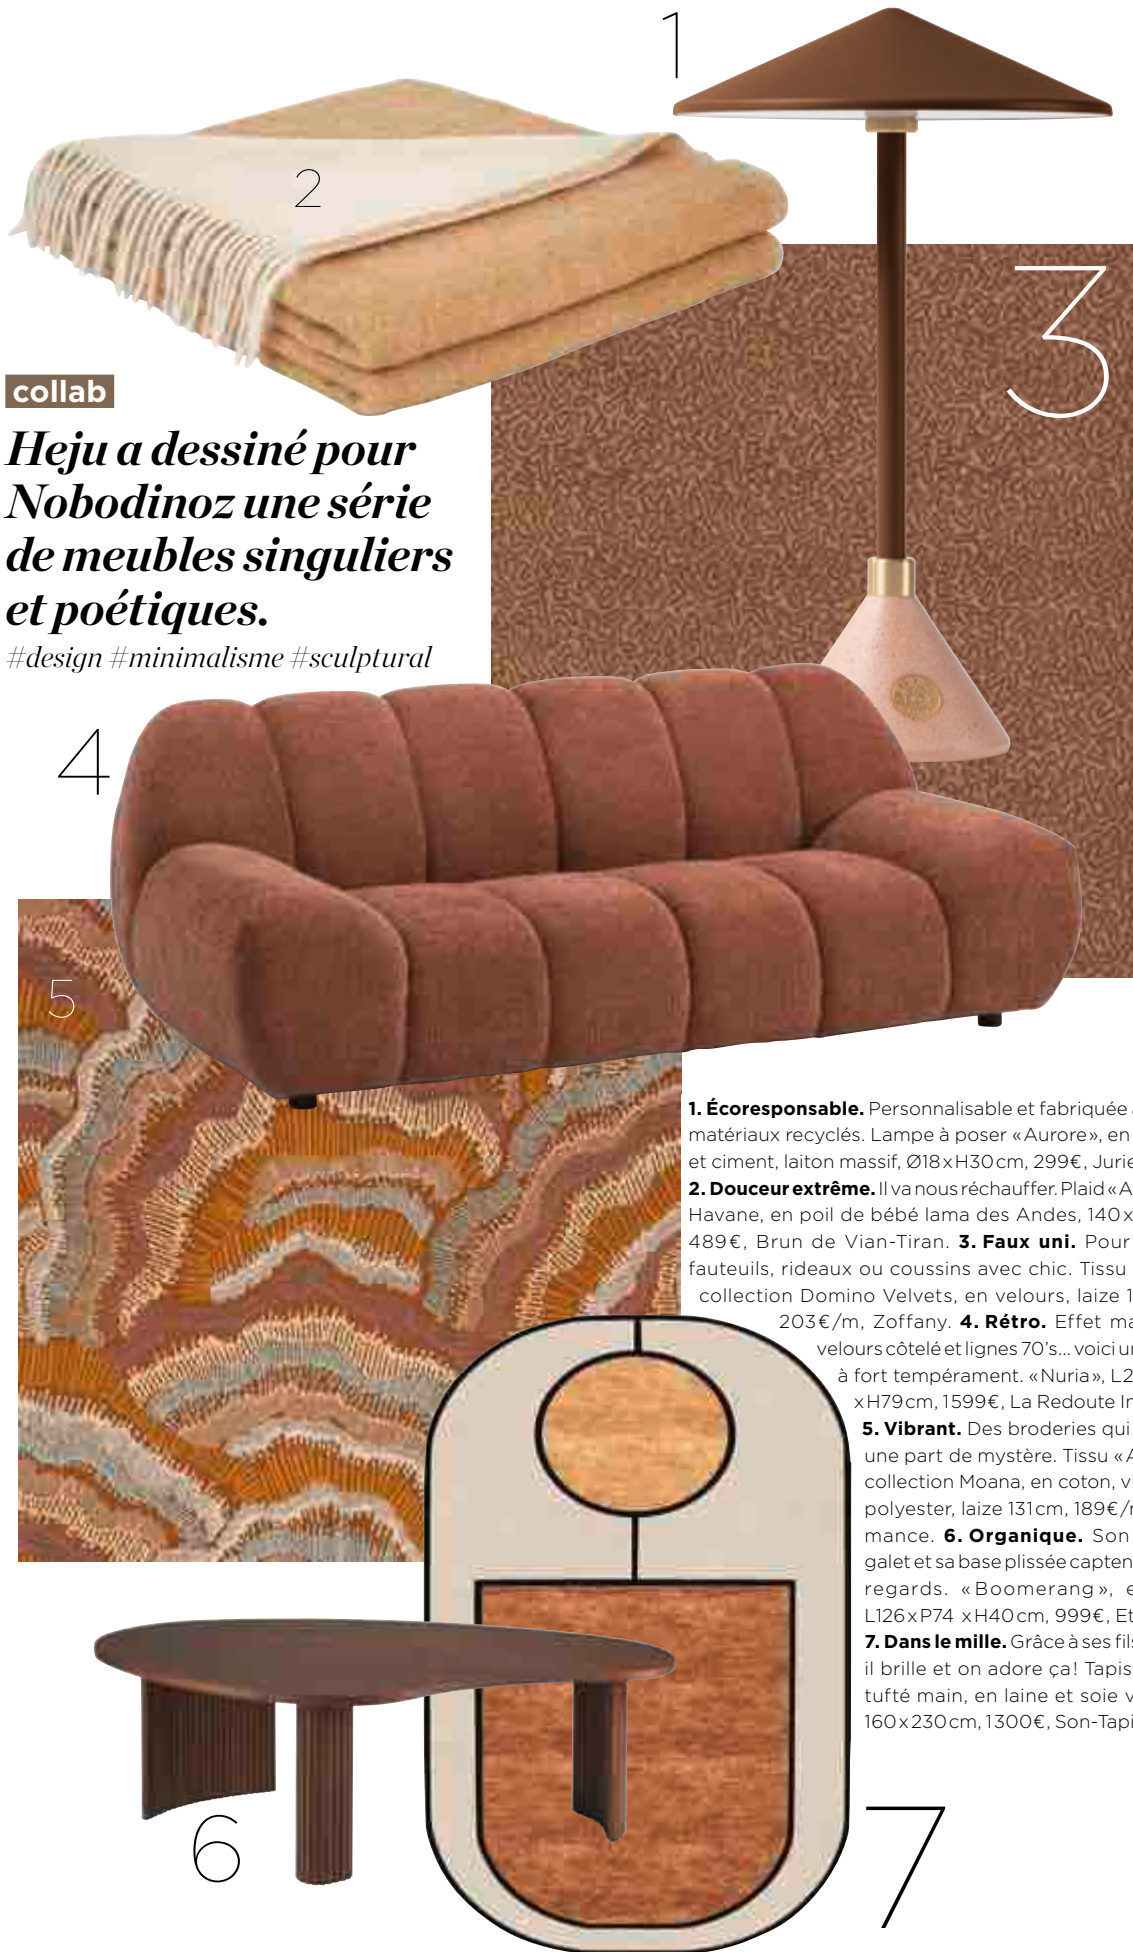 1
2
3
collab
Heju a dessiné pour
Nobodinoz une série
de meubles singuliers
et poétiques.
#design #minimalisme #sculptural
4
5
1. Écoresponsable. Personnalisable et fabriquée
matériaux recyclés. Lampe à poser «Aurore», en
et ciment, laiton massif, Ø18xH30cm, 299€,
2. Douceur extrême. Il va nous réchauffer. Plaid
Havane, en poil de bébé lama des Andes,
489€, Brun de Vian-Tiran. 3. Faux uni. Pour
fauteuils, rideaux ou coussins avec chic. Tissu
collection Domino Velvets, en velours, laize
203€/m, Zoffany. 4. Rétro. Effet
velours côtelé et lignes 70’s... voici
à fort tempérament. «Nuria»,
xH79cm, 1599€, La Redoute
5. Vibrant. Des broderies qui
une part de mystère. Tissu
collection Moana, en coton,
polyester, laize 131cm,
mance. 6. Organique. Son
galet et sa base plissée
regards. «Boomerang»,
L126xP74 xH40cm, 999€,
7. Dans le mille. Grâce à ses
il brille et on adore ça! Tapis
tufté main, en laine et soie
160x230cm, 1300€,
6
7